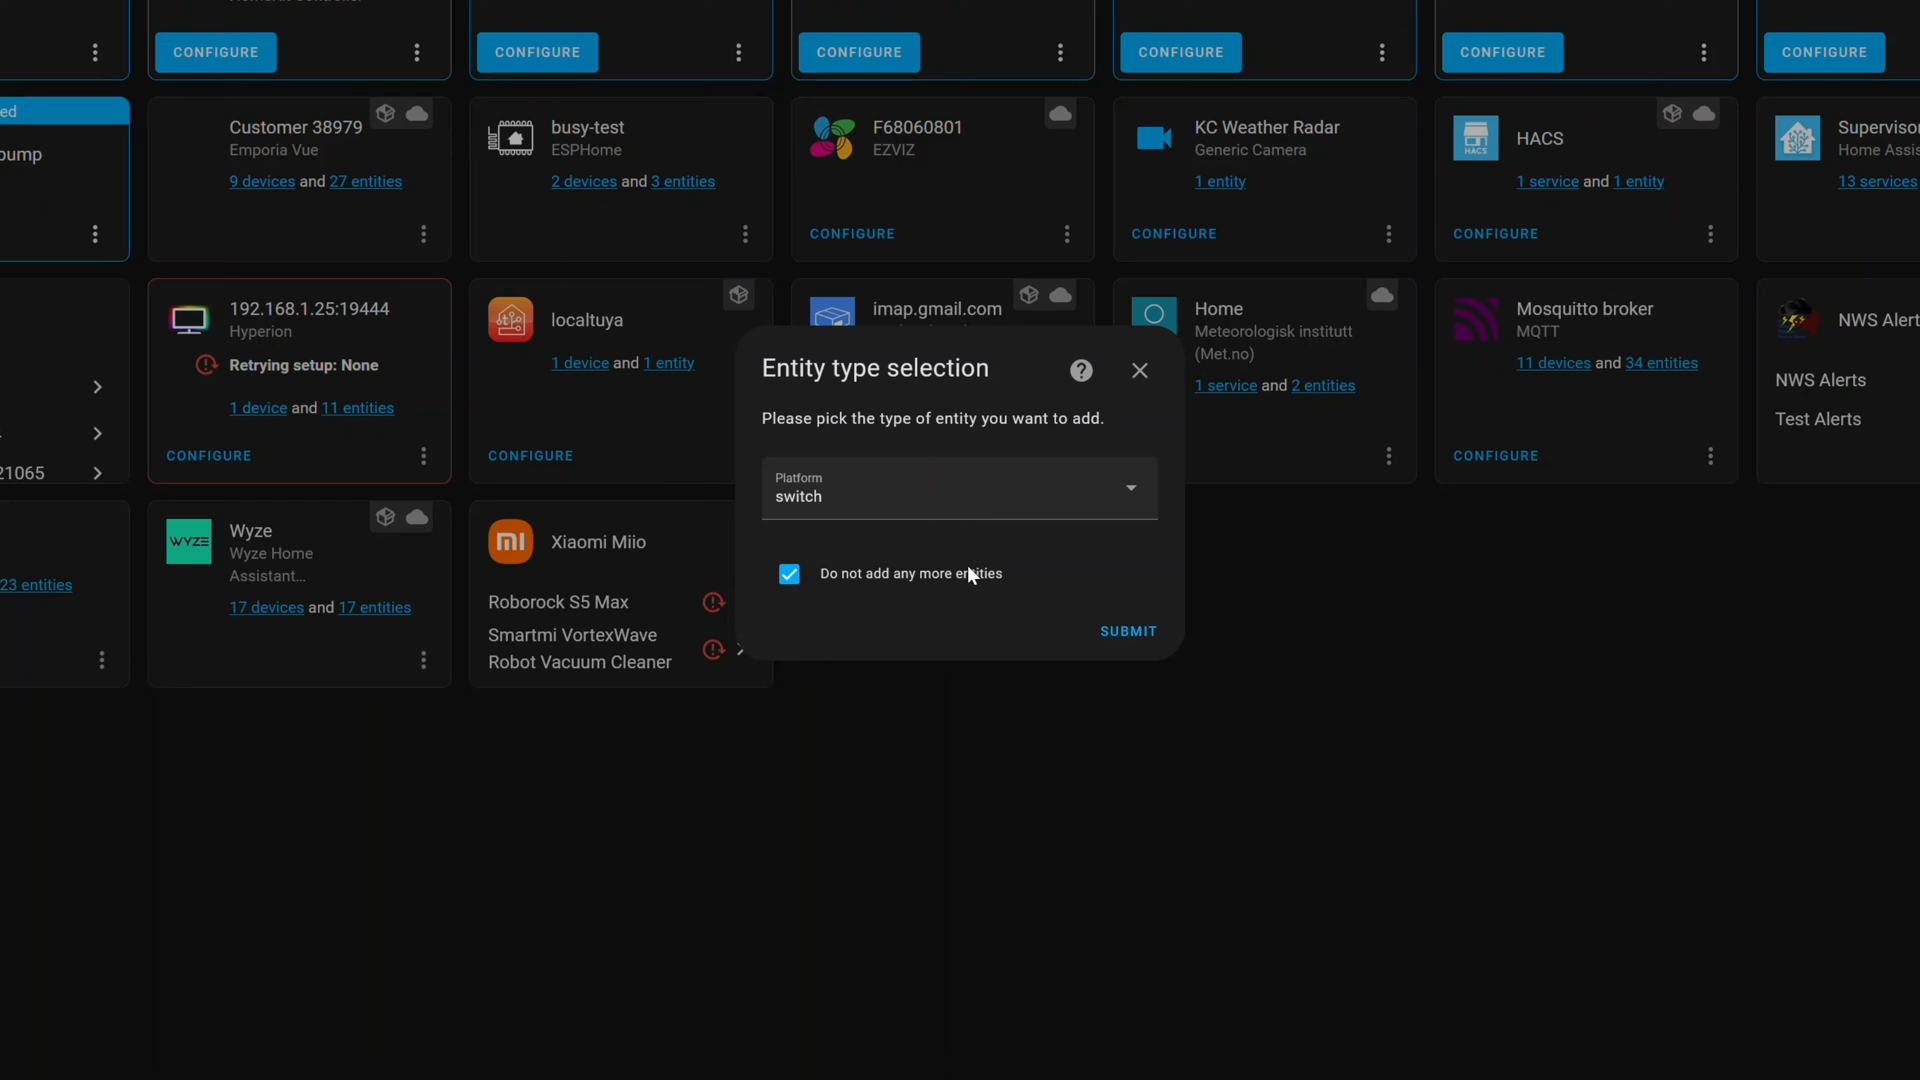 CONFIGURE
CONFIGURE
CONFIGURE
CONFIGURE
CONFIGURE
CONFIGURE
ed
pump
Customer 38979
Emporia Vue
9 devices and 27 entities
busy-test
ESPHome
2 devices and 3 entities
F68060801
EZVIZ
CONFIGURE
KC Weather Radar
Generic Camera
1 entity
CONFIGURE
HACS
HACS
1 service and 1 entity
CONFIGURE
Supervisor
Home Assis
13 services
21065
192.168.1.25:19444
Hyperion
Retrying setup: None
1 device and 11 entities
CONFIGURE
localtuya
1 device and 1 entity
CONFIGURE
imap.gmail.com
Home
Meteorologisk institutt
(Met.no)
1 service and 2 entities
Mosquitto broker
MQTT
11 devices and 34 entities
CONFIGURE
NWS Alert
NWS Alerts
Test Alerts
Entity type selection
Please pick the type of entity you want to add.
Platform
switch
Do not add any more entities
SUBMIT
23 entities
WYZE
Wyze
Wyze Home
Assistant...
17 devices and 17 entities
Xiaomi Miio
Roborock S5 Max
Smartmi VortexWave
Robot Vacuum Cleaner